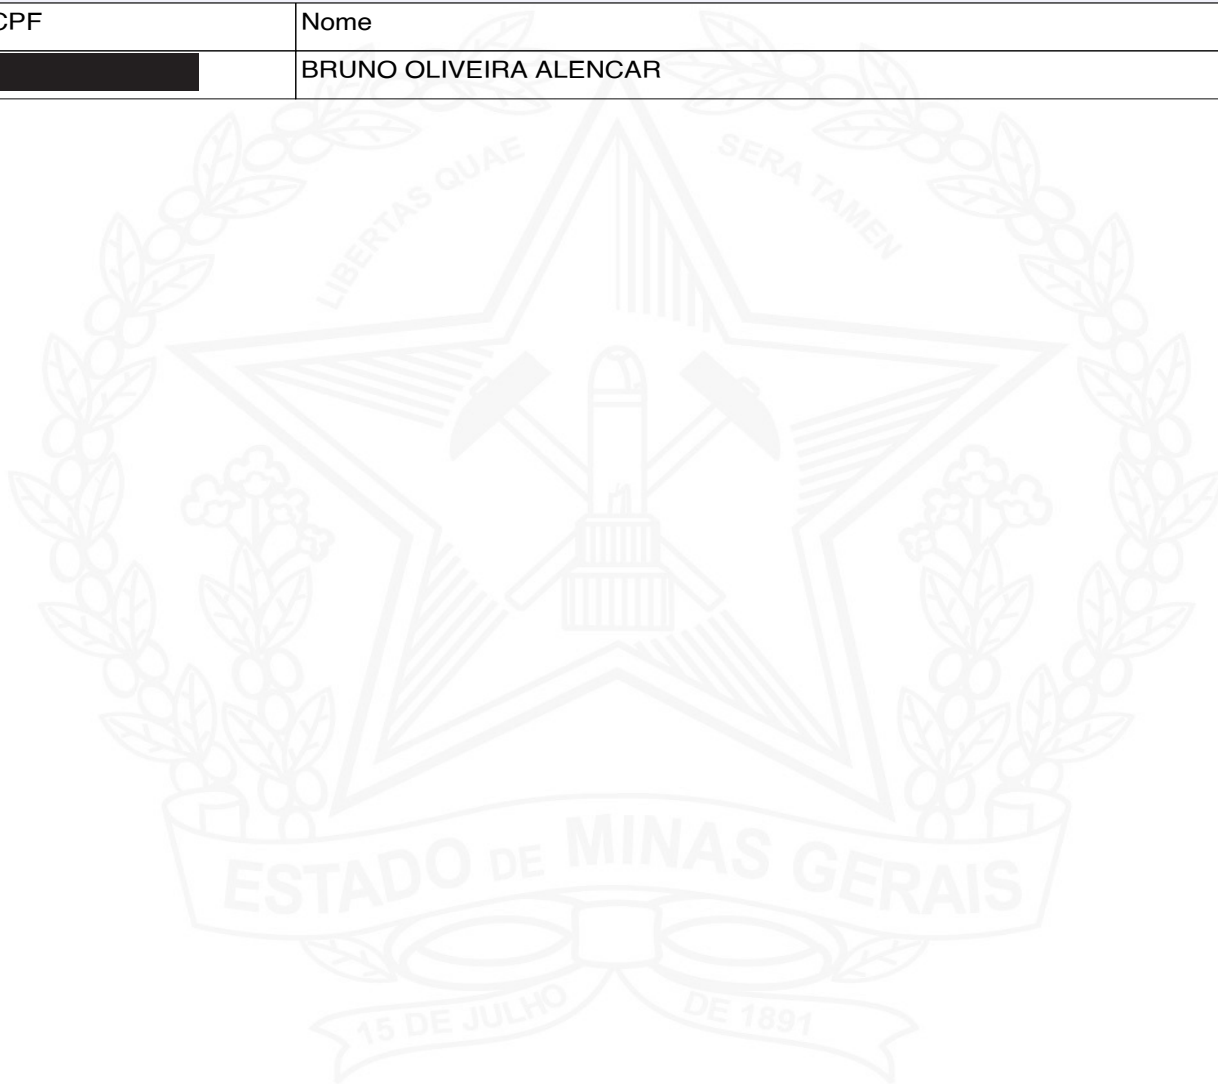 CPF Nome
BRUNO OLIVEIRA ALENCAR
LIBERTAS QUAE SERA TAMEN
ESTADO DE MINAS GERAIS
15 DE JULHO DE 1891